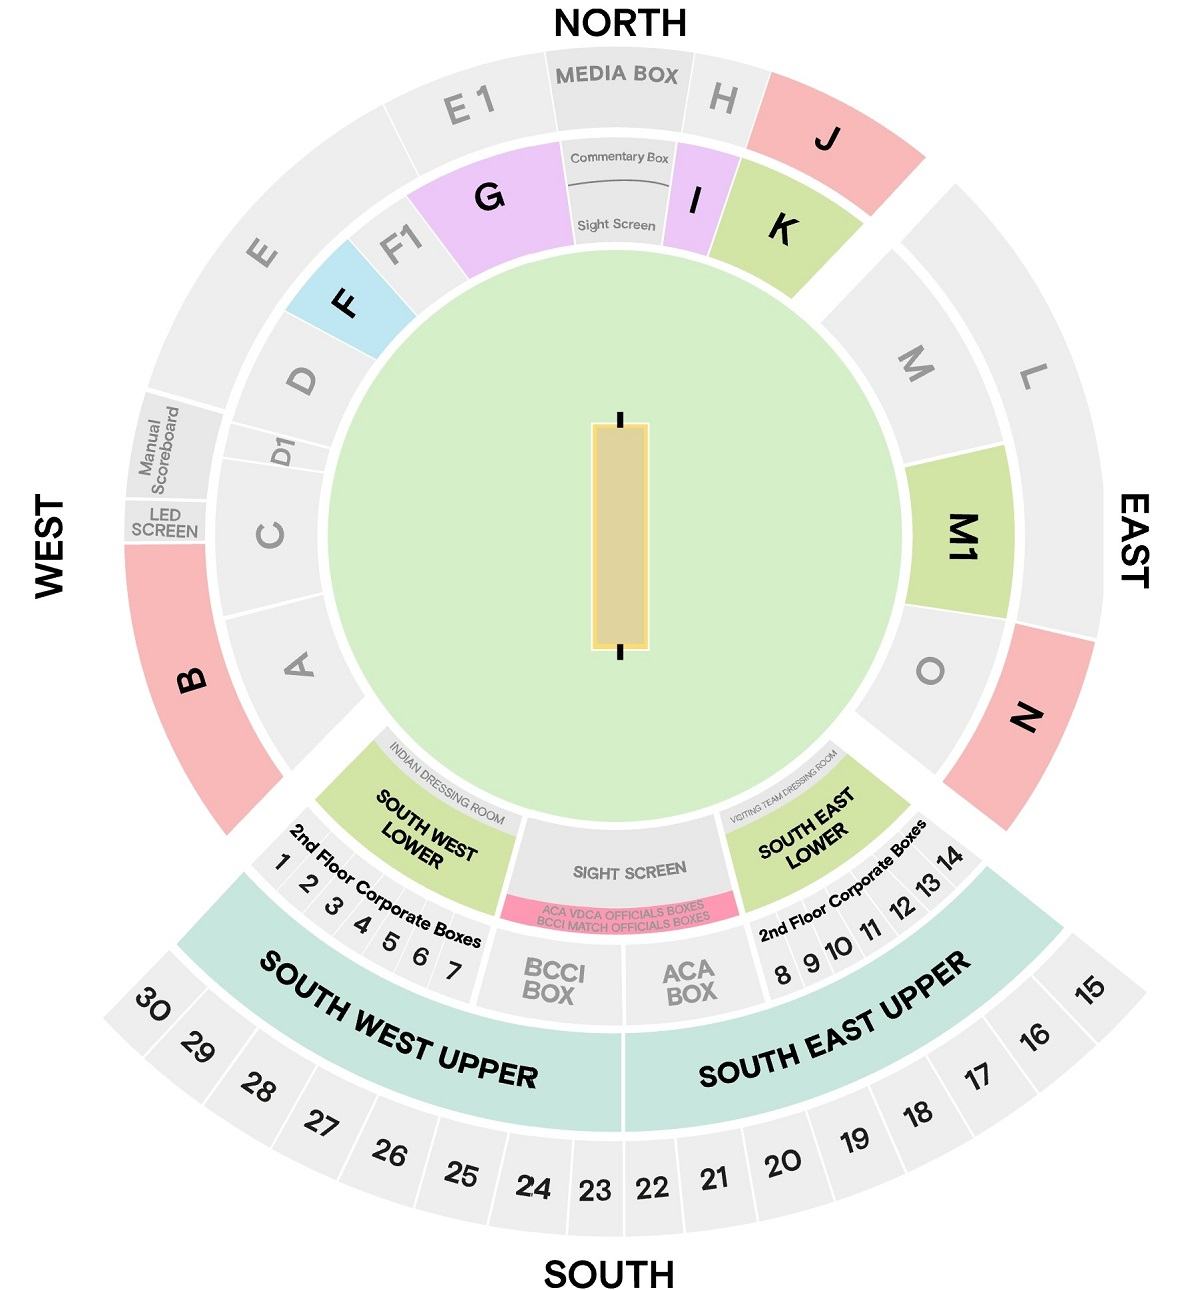 NORTH
MEDIA BOX
E 1
H
J
Commentary Box
Sight Screen
G
I
K
F1
F
E
D
D1
Manual
Scoreboard
LED
SCREEN
C
A
B
WEST
M
L
M1
EAST
O
N
INDIAN DRESSING ROOM
SOUTH WEST
LOWER
VISITING TEAM DRESSING ROOM
SOUTH EAST
LOWER
SIGHT SCREEN
ACA VDCA OFFICIALS BOXES
BCCI MATCH OFFICIALS BOXES
2nd Floor Corporate Boxes
1 2 3 4 5 6 7
BCCI
BOX
ACA
BOX
2nd Floor Corporate Boxes
8 9 10 11 12 13 14
SOUTH WEST UPPER
SOUTH EAST UPPER
30 29 28 27 26 25 24 23 22 21 20 19 18 17 16 15
SOUTH